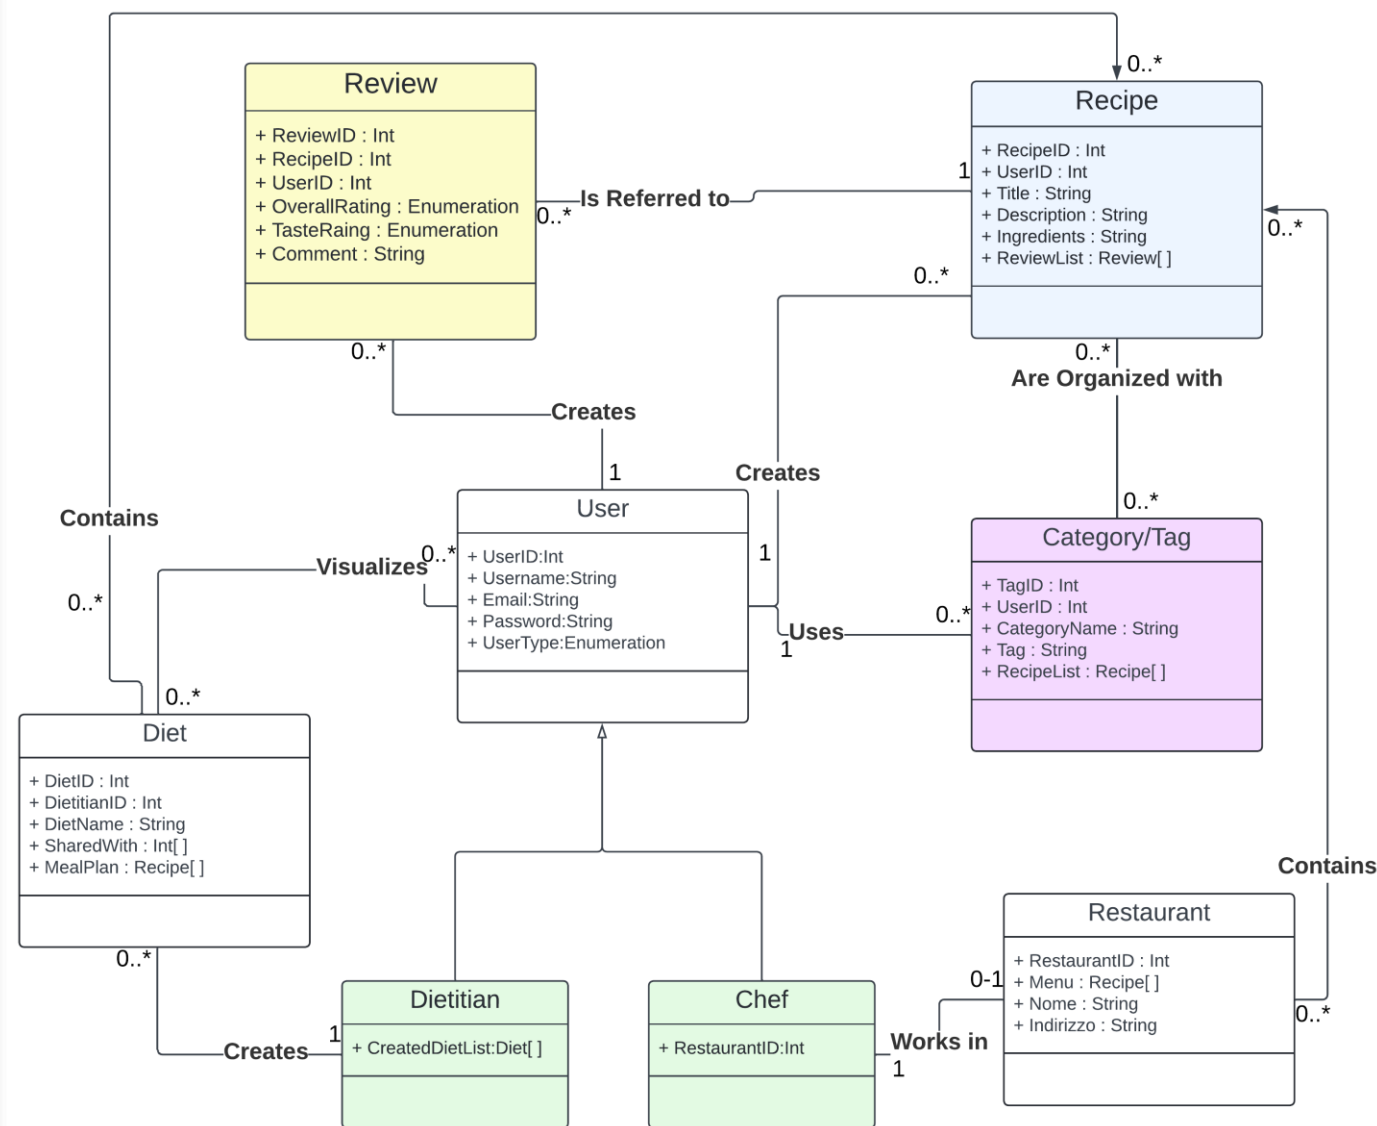 0..*
Review
+ ReviewID : Int
+ RecipeID : Int
+ UserID : Int
+ OverallRating : Enumeration
+ TasteRaing : Enumeration
+ Comment : String
0..*
Is Referred to
1
Recipe
+ RecipeID : Int
+ UserID : Int
+ Title : String
+ Description : String
+ Ingredients : String
+ ReviewList : Review[ ]
0..*
0..*
0..*
Creates
1
0..*
Are Organized with
0..*
Creates
1
Contains
0..*
Visualizes
0..*
0..*
User
+ UserID:Int
+ Username:String
+ Email:String
+ Password:String
+ UserType:Enumeration
Uses
1
0..*
Category/Tag
+ TagID : Int
+ UserID : Int
+ CategoryName : String
+ Tag : String
+ RecipeList : Recipe[ ]
Diet
+ DietID : Int
+ DietitianID : Int
+ DietName : String
+ SharedWith : Int[ ]
+ MealPlan : Recipe[ ]
0..*
Creates
1
Dietitian
+ CreatedDietList:Diet[ ]
Chef
+ RestaurantID:Int
1
Works in
0-1
Contains
Restaurant
+ RestaurantID : Int
+ Menu : Recipe[ ]
+ Nome : String
+ Indirizzo : String
0..*